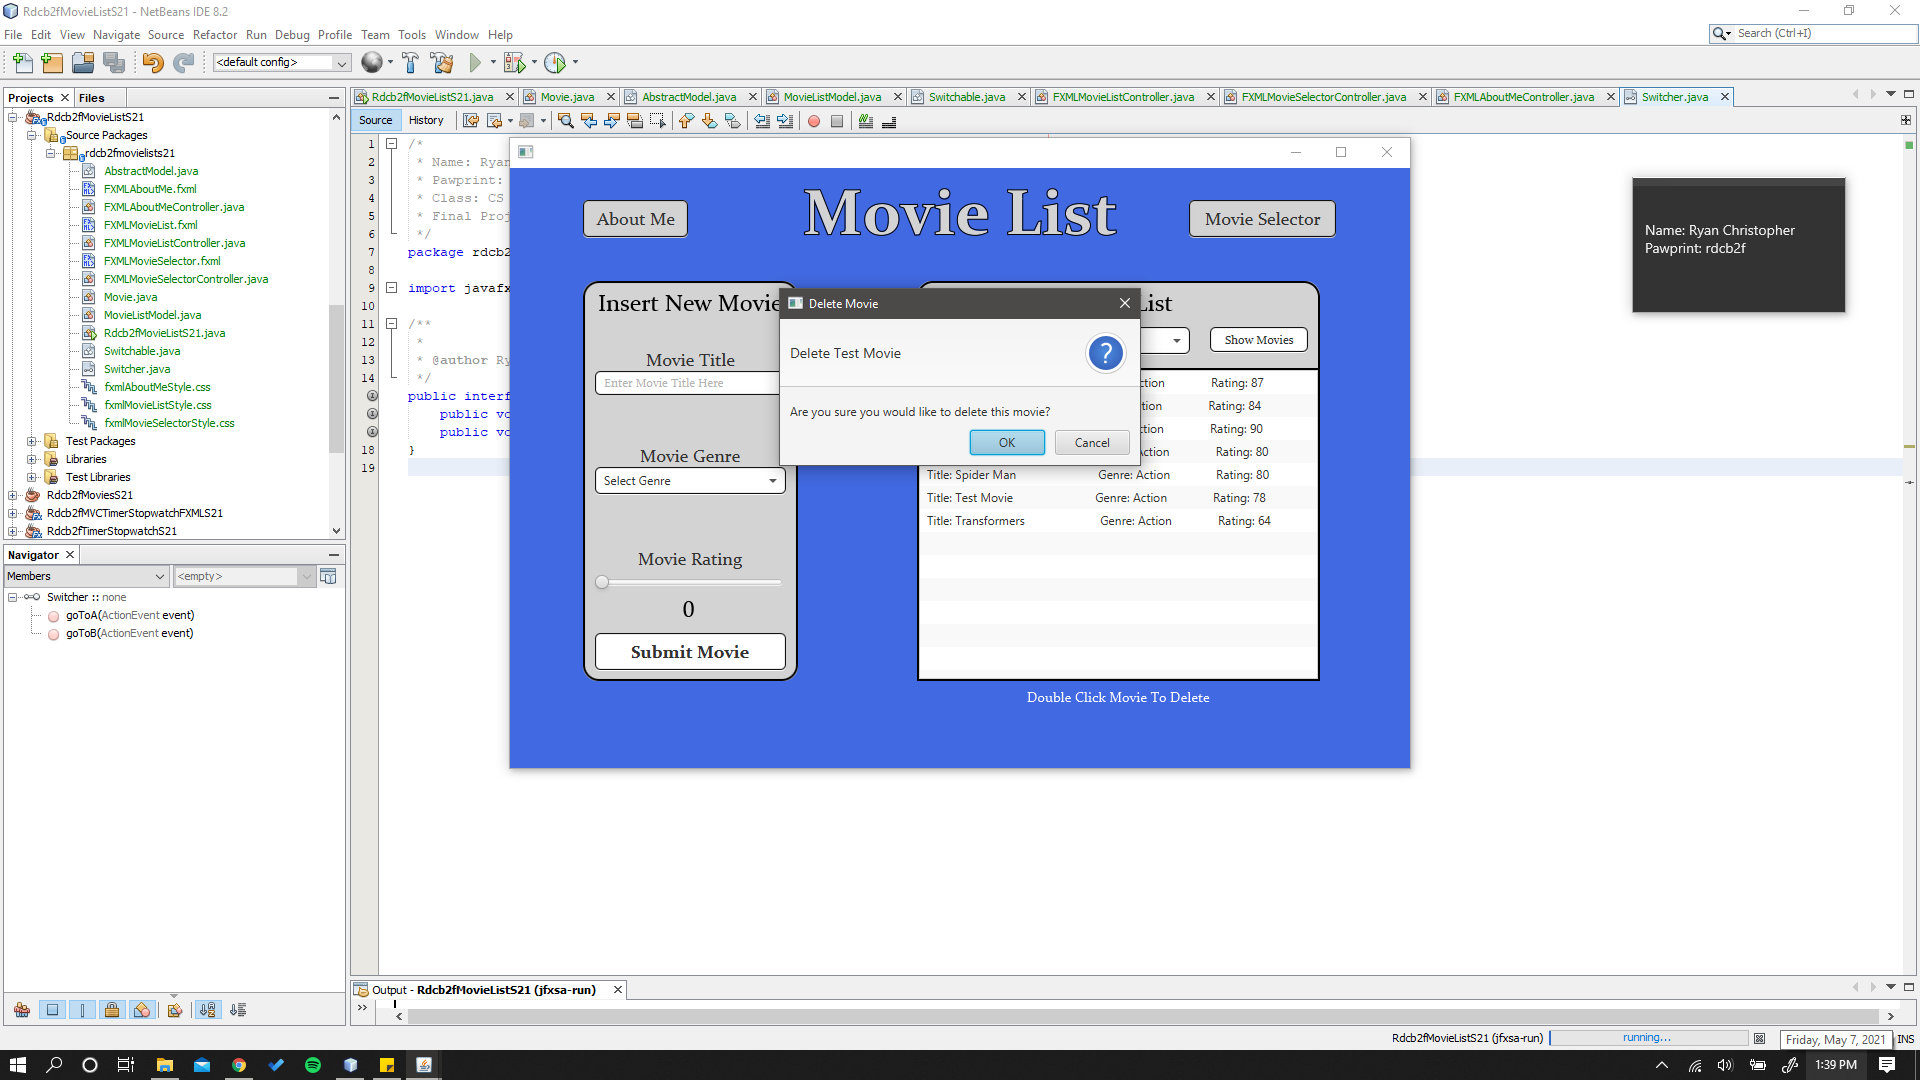 Rdcb2fMovieListS21 - NetBeans IDE 8.2
File Edit View Navigate Source Refactor Run Debug Profile Team Tools Window Help
Search (Ctrl+I)
<default config>
Projects Files
Rdcb2fMovieListS21
Source Packages
rdcb2fmovielists21
AbstractModel.java
FXMLAboutMe.fxml
FXMLAboutMeController.java
FXMLMovieList.fxml
FXMLMovieListController.java
FXMLMovieSelector.fxml
FXMLMovieSelectorController.java
Movie.java
MovieListModel.java
Rdcb2fMovieListS21.java
Switchable.java
Switcher.java
fxmlAboutMeStyle.css
fxmlMovieListStyle.css
fxmlMovieSelectorStyle.css
Test Packages
Libraries
Test Libraries
Rdcb2fMoviesS21
Rdcb2fMVCTimerStopwatchFXMLS21
Rdcb2fTimerStopwatchS21
Navigator
Members <empty>
Switcher :: none
goToA(ActionEvent event)
goToB(ActionEvent event)
Rdcb2fMovieListS21.java Movie.java AbstractModel.java MovieListModel.java Switchable.java FXMLMovieListController.java FXMLMovieSelectorController.java FXMLAboutMeController.java Switcher.java
Source History
1 /*
2 * Name: Ryan
3 * Pawprint:
4 * Class: CS
5 * Final Proj
6 */
7 package rdcb2
8
9 import javafx
10
11 /**
12 *
13 * @author Ry
14 */
public interf
public vo
public vo
18 }
19
About Me
Movie List
Movie Selector
Insert New Movie
Movie Title
Enter Movie Title Here
Movie Genre
Select Genre
Movie Rating
0
Submit Movie
List
Show Movies
ction Rating: 87
tion Rating: 84
ction Rating: 90
Action Rating: 80
Title: Spider Man Genre: Action Rating: 80
Title: Test Movie Genre: Action Rating: 78
Title: Transformers Genre: Action Rating: 64
Double Click Movie To Delete
Delete Movie
Delete Test Movie
?
Are you sure you would like to delete this movie?
OK Cancel
Name: Ryan Christopher
Pawprint: rdcb2f
Output - Rdcb2fMovieListS21 (jfxsa-run)
Rdcb2fMovieListS21 (jfxsa-run) running... INS
Friday, May 7, 2021
1:39 PM